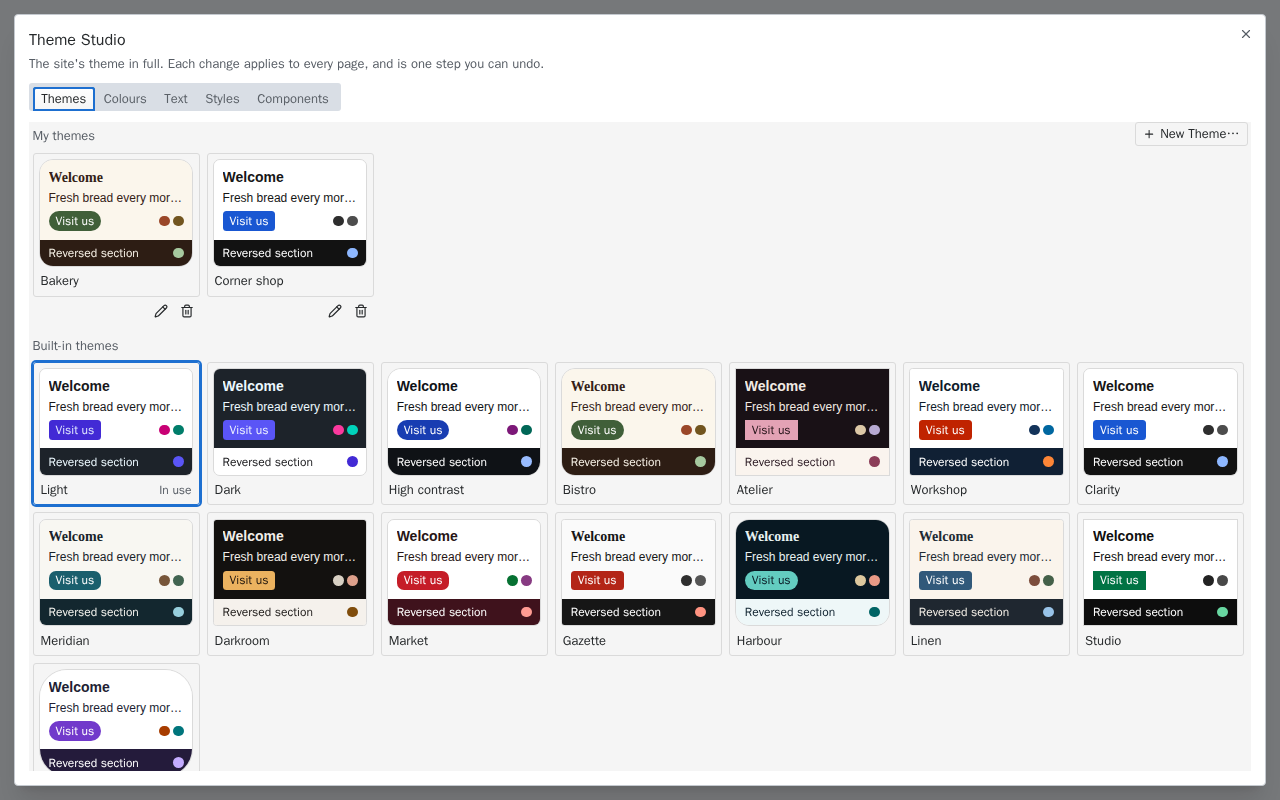 Theme Studio
The site's theme in full. Each change applies to every page, and is one step you can undo.
Themes Colours Text Styles Components
My themes
+ New Theme···
Welcome
Fresh bread every mor…
Visit us
Reversed section
Bakery
Welcome
Fresh bread every mor…
Visit us
Reversed section
Corner shop
Built-in themes
Welcome
Fresh bread every mor…
Visit us
Reversed section
Light In use
Welcome
Fresh bread every mor…
Visit us
Reversed section
Dark
Welcome
Fresh bread every mor…
Visit us
Reversed section
High contrast
Welcome
Fresh bread every mor…
Visit us
Reversed section
Bistro
Welcome
Fresh bread every mor…
Visit us
Reversed section
Atelier
Welcome
Fresh bread every mor…
Visit us
Reversed section
Workshop
Welcome
Fresh bread every mor…
Visit us
Reversed section
Clarity
Welcome
Fresh bread every mor…
Visit us
Reversed section
Meridian
Welcome
Fresh bread every mor…
Visit us
Reversed section
Darkroom
Welcome
Fresh bread every mor…
Visit us
Reversed section
Market
Welcome
Fresh bread every mor…
Visit us
Reversed section
Gazette
Welcome
Fresh bread every mor…
Visit us
Reversed section
Harbour
Welcome
Fresh bread every mor…
Visit us
Reversed section
Linen
Welcome
Fresh bread every mor…
Visit us
Reversed section
Studio
Welcome
Fresh bread every mor…
Visit us
Reversed section